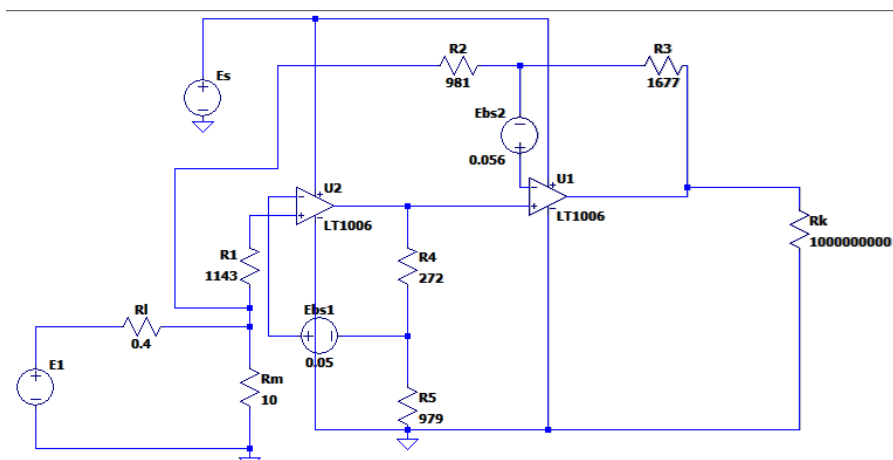 R2
981
R3
1677
Es
Ebs2
0.056
U2
LT1006
U1
LT1006
R1
1143
R4
272
Rk
1000000000
Rl
0.4
Ebs1
0.05
E1
Rm
10
R5
979